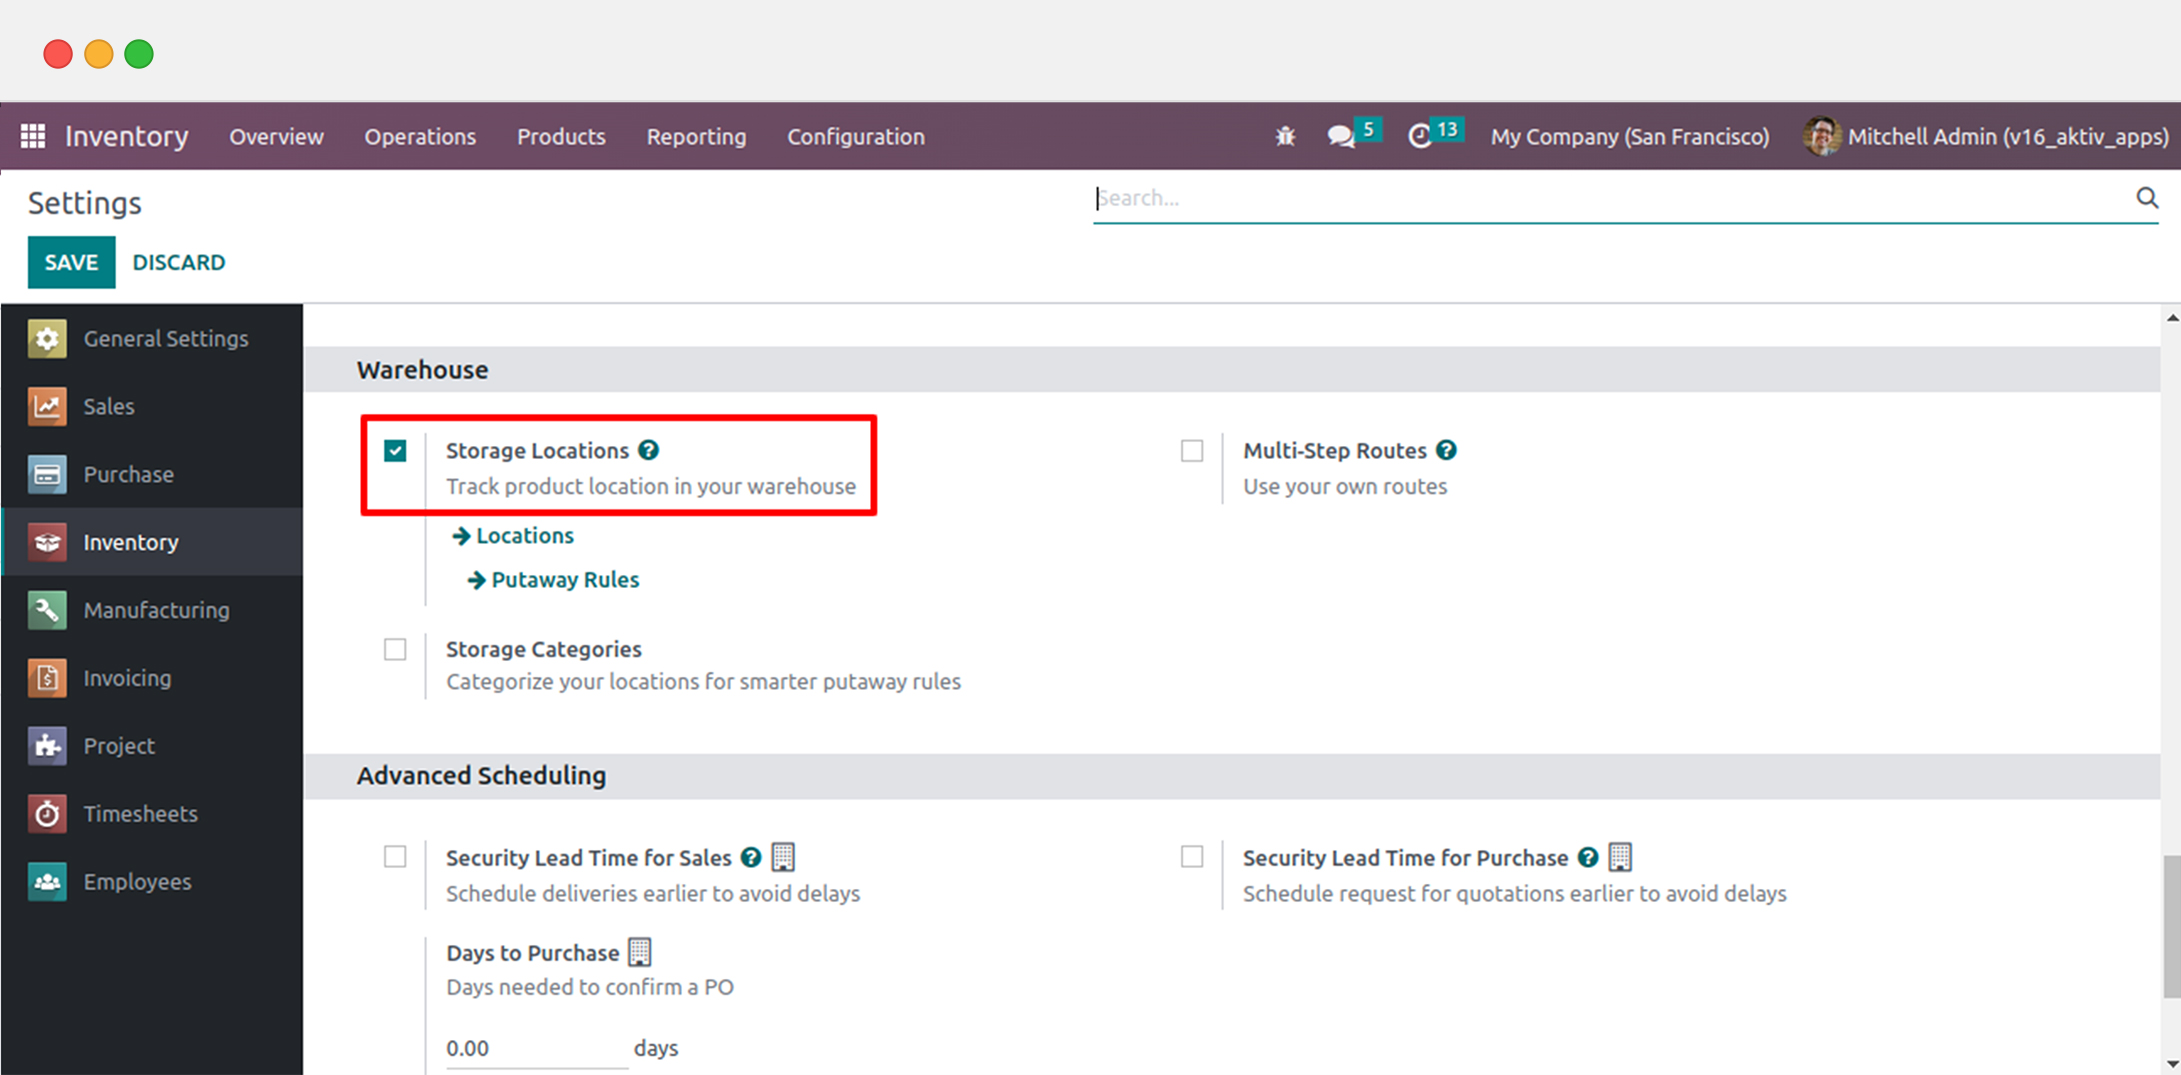 Inventory Overview Operations Products Reporting Configuration 5 13 My Company (San Francisco) Mitchell Admin (v16_aktiv_apps)
Settings
Search...
SAVE DISCARD
General Settings
Sales
Purchase
Inventory
Manufacturing
Invoicing
Project
Timesheets
Employees
Warehouse
Storage Locations ?
Track product location in your warehouse
Locations
Putaway Rules
Multi-Step Routes ?
Use your own routes
Storage Categories
Categorize your locations for smarter putaway rules
Advanced Scheduling
Security Lead Time for Sales ?
Schedule deliveries earlier to avoid delays
Security Lead Time for Purchase ?
Schedule request for quotations earlier to avoid delays
Days to Purchase
Days needed to confirm a PO
0.00 days